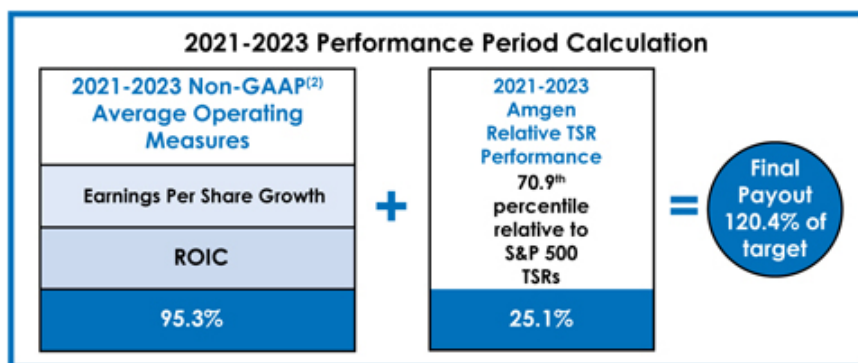 2021-2023 Performance Period Calculation
2021-2023 Non-GAAP(2)
Average Operating
Measures
Earnings Per Share Growth
ROIC
95.3%
+
2021-2023
Amgen
Relative TSR
Performance
70.9th
percentile
relative to
S&P 500
TSRs
25.1%
=
Final
Payout
120.4% of
target